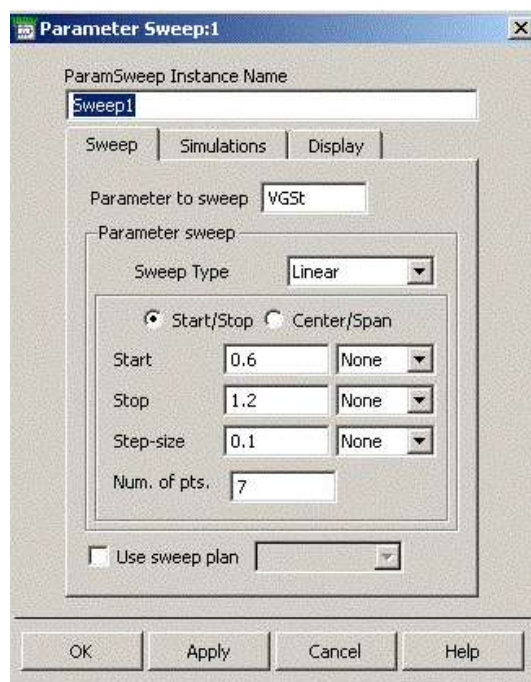 Parameter Sweep:1
ParamSweep Instance Name
Sweep1
Sweep Simulations Display
Parameter to sweep VGSt
Parameter sweep
Sweep Type Linear
Start/Stop Center/Span
Start 0.6 None
Stop 1.2 None
Step-size 0.1 None
Num. of pts. 7
Use sweep plan
OK Apply Cancel Help